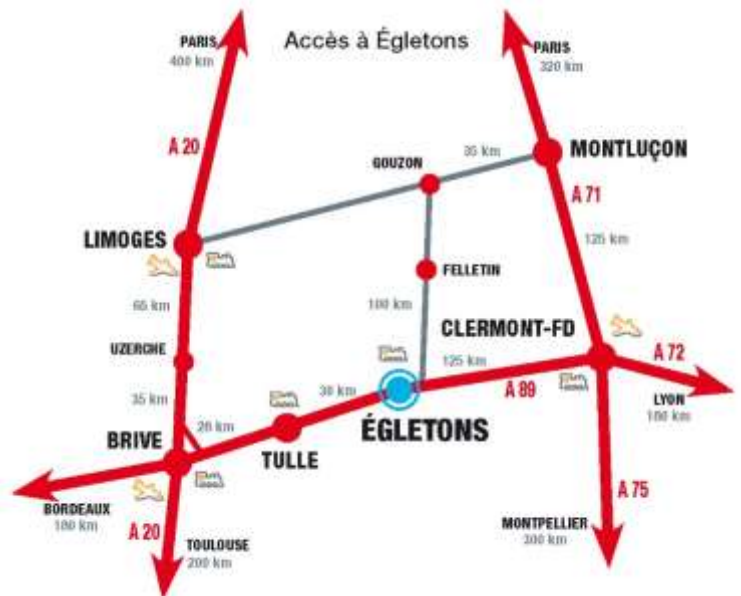 Accès à Égletons
PARIS
400 km
PARIS
320 km
A 20
35 km
MONTLUÇON
GOUZON
A 71
LIMOGES
125 km
FELLETIN
65 km
100 km
CLERMONT-FD
UZERCHE
125 km
A 72
35 km
30 km
A 89
LYON
180 km
20 km
BRIVE
ÉGLETONS
TULLE
A 75
BORDEAUX
180 km
A 20
MONTPELLIER
300 km
TOULOUSE
200 km